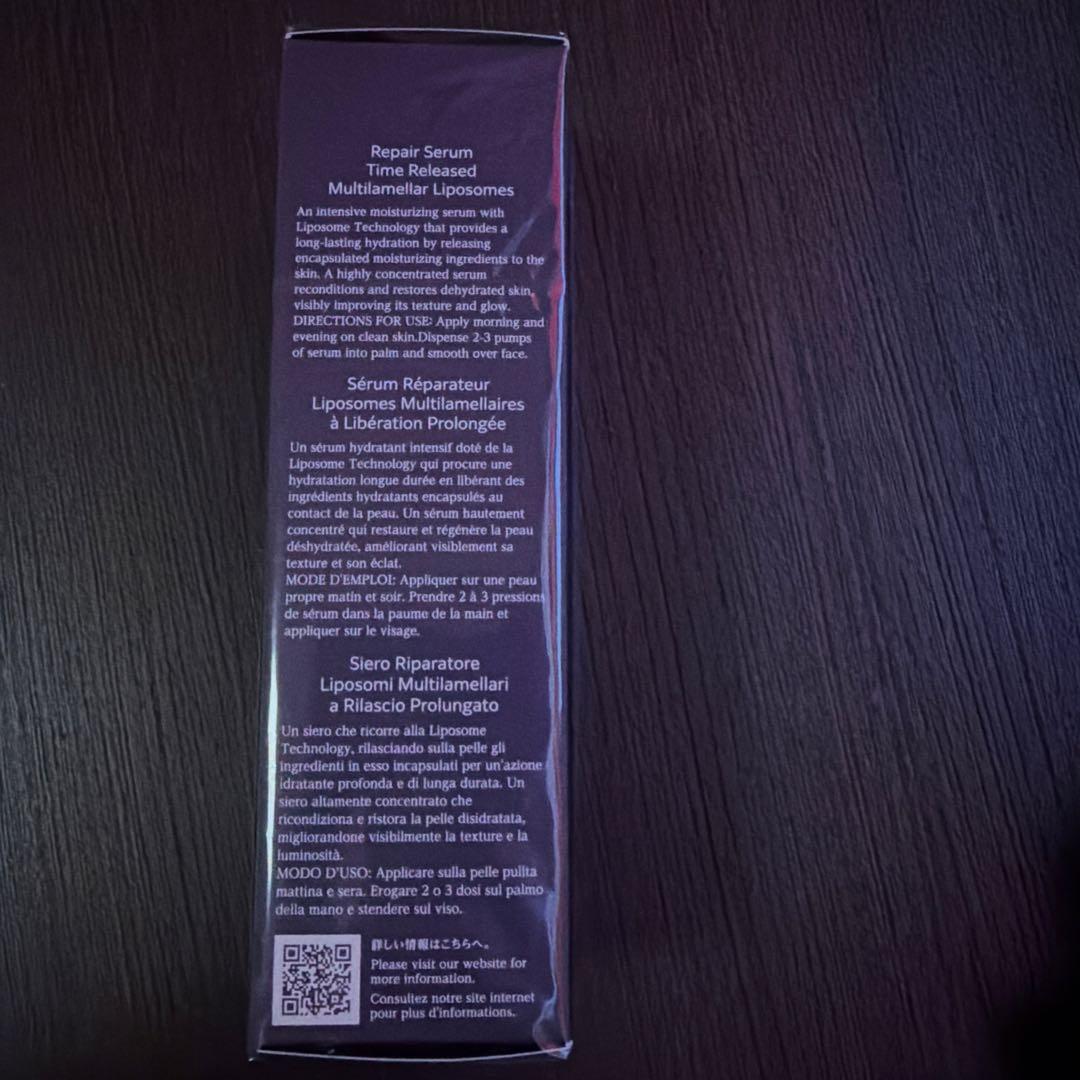 Repair Serum
Time Released
Multilamellar Liposomes
An intensive moisturizing serum with
Liposome Technology that provides a
long-lasting hydration by releasing
encapsulated moisturizing ingredients to the
skin. A highly concentrated serum
reconditions and restores dehydrated skin,
visibly improving its texture and glow.
DIRECTIONS FOR USE: Apply morning and
evening on clean skin.Dispense 2-3 pumps
of serum into palm and smooth over face.
Sérum Réparateur
Liposomes Multilamellaires
à Libération Prolongée
Un sérum hydratant intensif doté de la
Liposome Technology qui procure une
hydratation longue durée en libérant des
ingrédients hydratants encapsulés au
contact de la peau. Un sérum hautement
concentré qui restaure et régénère la peau
déshydratée, améliorant visiblement sa
texture et son éclat.
MODE D'EMPLOI: Appliquer sur une peau
propre matin et soir. Prendre 2 à 3 pressions
de sérum dans la paume de la main et
appliquer sur le visage.
Siero Riparatore
Liposomi Multilamellari
a Rilascio Prolungato
Un siero che ricorre alla Liposome
Technology, rilasciando sulla pelle gli
ingredienti in esso incapsulati per un'azione
idratante profonda e di lunga durata. Un
siero altamente concentrato che
ricondiziona e ristora la pelle disidratata,
migliorandone visibilmente la texture e la
luminosità.
MODO D'USO: Applicare sulla pelle pulita
mattina e sera. Erogare 2 o 3 dosi sul palmo
della mano e stendere sul viso.
詳しい情報はこちらへ。
Please visit our website for
more information.
Consultez notre site internet
pour plus d'informations.